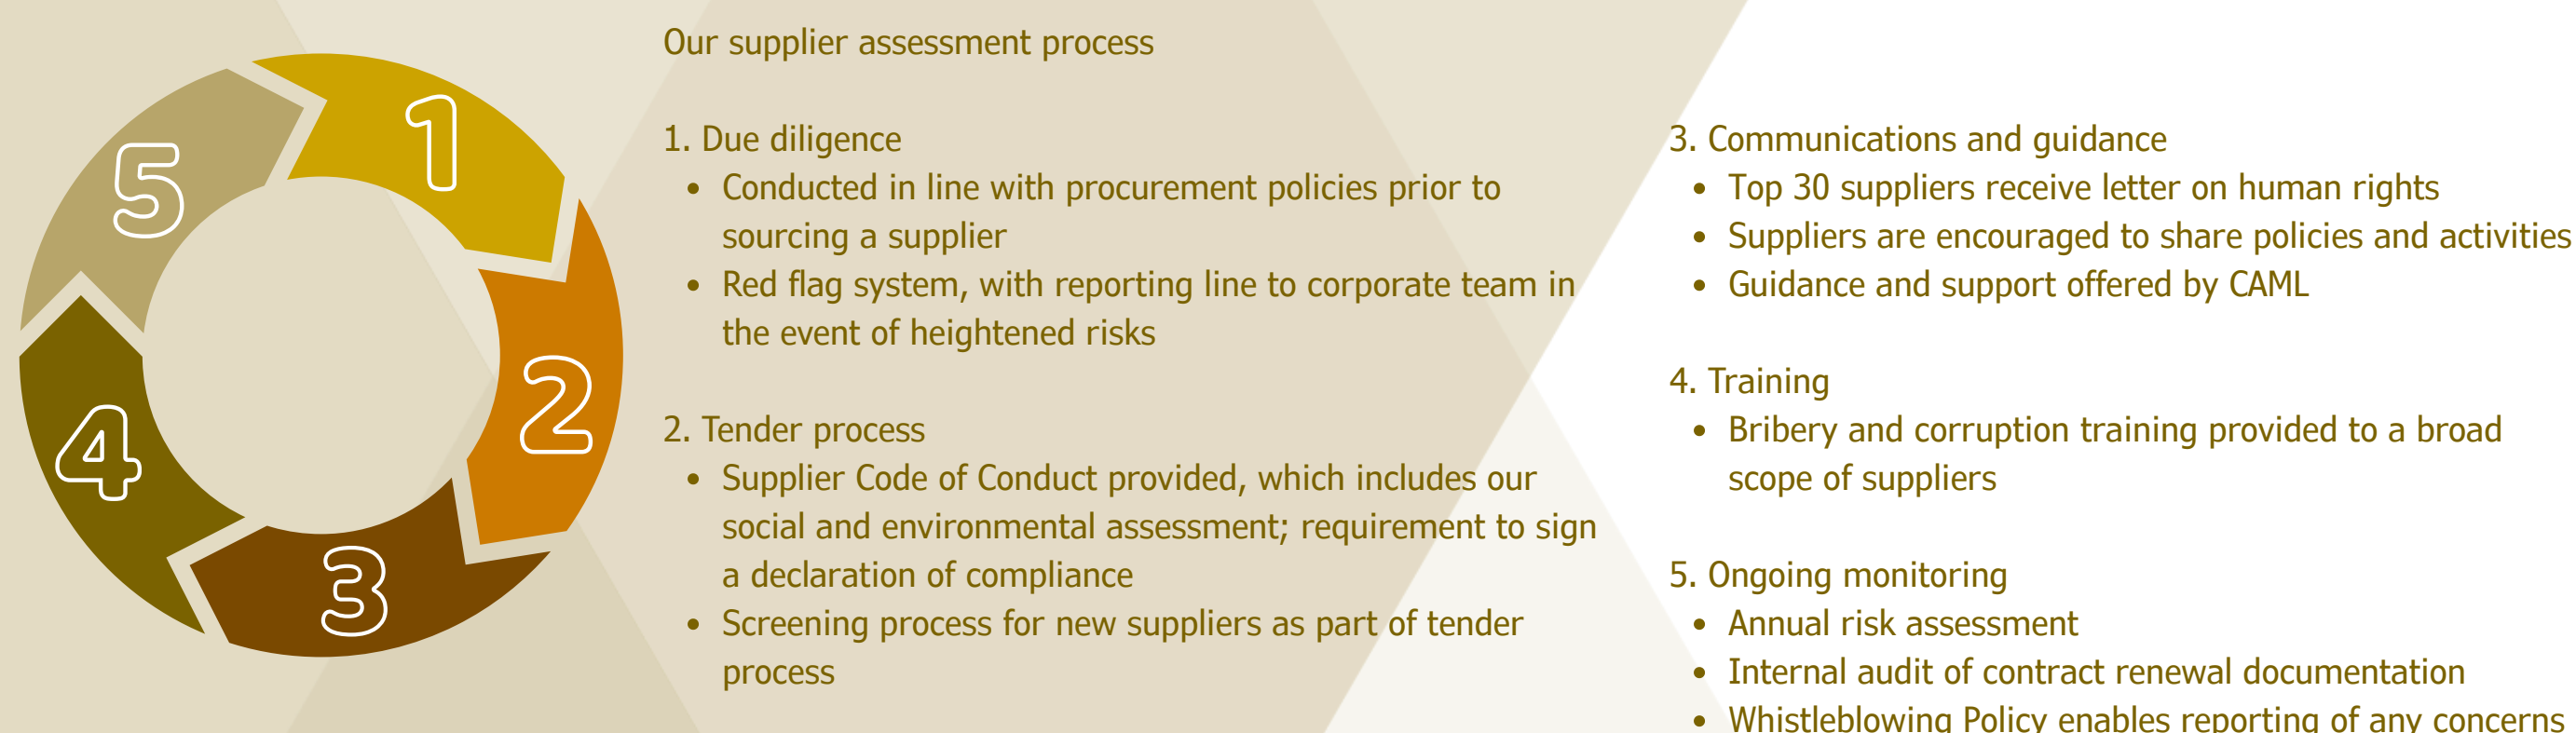 1
2
3
4
5
Our supplier assessment process
1. Due diligence
• Conducted in line with procurement policies prior to
sourcing a supplier
• Red flag system, with reporting line to corporate team in
the event of heightened risks
2. Tender process
• Supplier Code of Conduct provided, which includes our
social and environmental assessment; requirement to sign
a declaration of compliance
• Screening process for new suppliers as part of tender
process
3. Communications and guidance
• Top 30 suppliers receive letter on human rights
• Suppliers are encouraged to share policies and activities
• Guidance and support offered by CAML
4. Training
• Bribery and corruption training provided to a broad
scope of suppliers
5. Ongoing monitoring
• Annual risk assessment
• Internal audit of contract renewal documentation
• Whistleblowing Policy enables reporting of any concerns